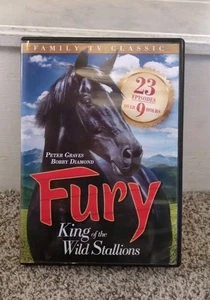 FAMILY TV CLASSIC
23
EPISODES
OVER 9 HOURS!
PETER GRAVES
BOBBY DIAMOND
Fury
King of the
Wild Stallions